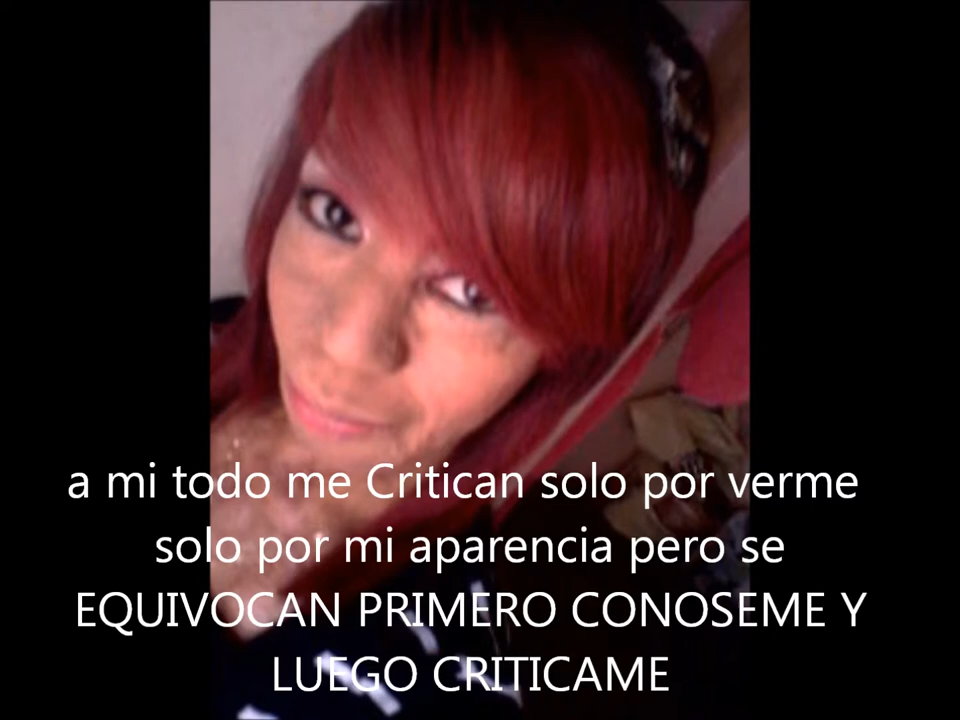 a mi todo me Critican solo por verme
solo por mi aparencia pero se
EQUIVOCAN PRIMERO CONOSEME Y
LUEGO CRITICAME